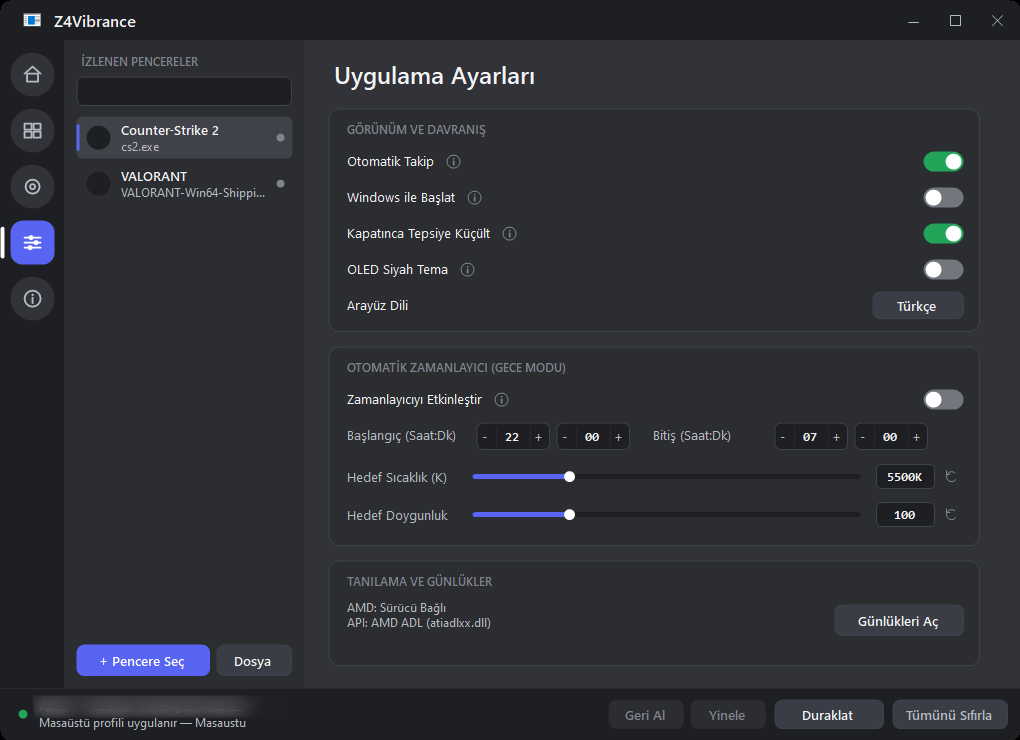 Z4Vibrance
İZLENEN PENCERELER
Counter-Strike 2
cs2.exe
VALORANT
VALORANT-Win64-Shippi...
+ Pencere Seç
Dosya
Uygulama Ayarları
GÖRÜNÜM VE DAVRANIŞ
Otomatik Takip
Windows ile Başlat
Kapatınca Tepsiye Küçült
OLED Siyah Tema
Arayüz Dili
Türkçe
OTOMATİK ZAMANLAYICI (GECE MODU)
Zamanlayıcıyı Etkinleştir
Başlangıç (Saat:Dk) - 22 + - 00 + Bitiş (Saat:Dk) - 07 + - 00 +
Hedef Sıcaklık (K) 5500K
Hedef Doygunluk 100
TANILAMA VE GÜNLÜKLER
AMD: Sürücü Bağlı
API: AMD ADL (atiadlxx.dll)
Günlükleri Aç
Masaüstü profili uygulanır — Masaustu
Geri Al
Yinele
Duraklat
Tümünü Sıfırla